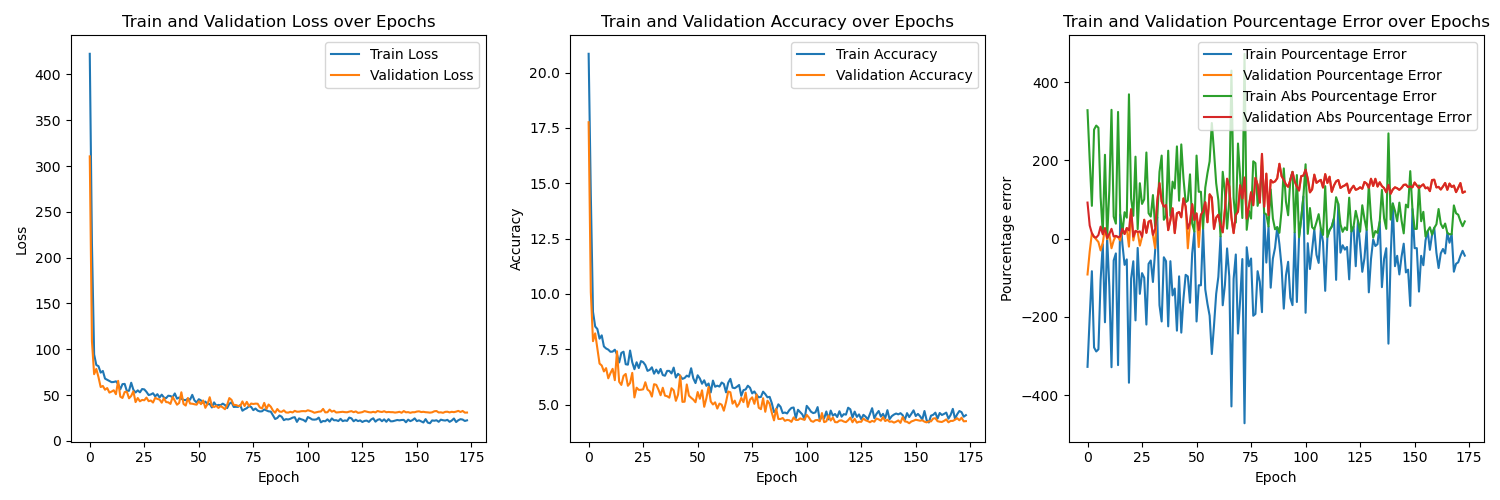 Train and Validation Loss over Epochs
Loss
400
350
300
250
200
150
100
50
0
Train Loss
Validation Loss
0 25 50 75 100 125 150 175
Epoch
Train and Validation Accuracy over Epochs
Accuracy
20.0
17.5
15.0
12.5
10.0
7.5
5.0
Train Accuracy
Validation Accuracy
0 25 50 75 100 125 150 175
Epoch
Train and Validation Pourcentage Error over Epochs
Pourcentage error
400
200
0
−200
−400
Train Pourcentage Error
Validation Pourcentage Error
Train Abs Pourcentage Error
Validation Abs Pourcentage Error
0 25 50 75 100 125 150 175
Epoch